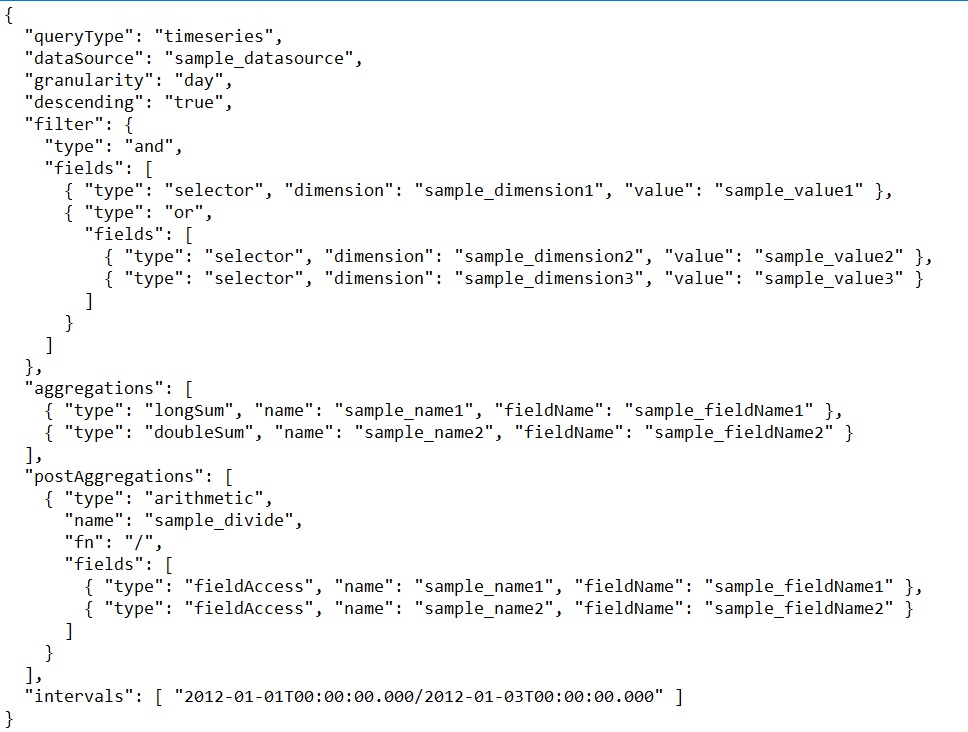 {
  "queryType": "timeseries",
  "dataSource": "sample_datasource",
  "granularity": "day",
  "descending": "true",
  "filter": {
    "type": "and",
    "fields": [
      { "type": "selector", "dimension": "sample_dimension1", "value": "sample_value1" },
      { "type": "or",
        "fields": [
          { "type": "selector", "dimension": "sample_dimension2", "value": "sample_value2" },
          { "type": "selector", "dimension": "sample_dimension3", "value": "sample_value3" }
        ]
      }
    ]
  },
  "aggregations": [
    { "type": "longSum", "name": "sample_name1", "fieldName": "sample_fieldName1" },
    { "type": "doubleSum", "name": "sample_name2", "fieldName": "sample_fieldName2" }
  ],
  "postAggregations": [
    { "type": "arithmetic",
      "name": "sample_divide",
      "fn": "/",
      "fields": [
        { "type": "fieldAccess", "name": "sample_name1", "fieldName": "sample_fieldName1" },
        { "type": "fieldAccess", "name": "sample_name2", "fieldName": "sample_fieldName2" }
      ]
    }
  ],
  "intervals": [ "2012-01-01T00:00:00.000/2012-01-03T00:00:00.000" ]
}